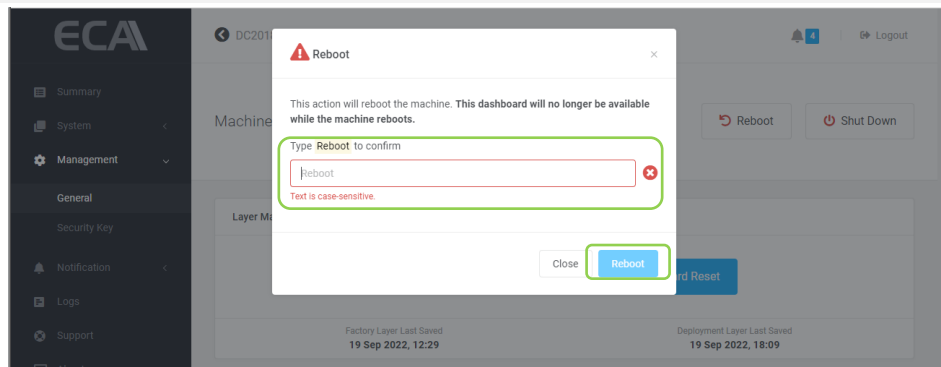 ECA
DC2018
4
Logout
Summary
System
Management
General
Security Key
Notification
Logs
Support
Machine
Reboot
Shut Down
Reboot
×
This action will reboot the machine. This dashboard will no longer be available
while the machine reboots.
Type Reboot to confirm
Reboot
Text is case-sensitive.
Close
Reboot
Layer Ma
rd Reset
Factory Layer Last Saved
19 Sep 2022, 12:29
Deployment Layer Last Saved
19 Sep 2022, 18:09